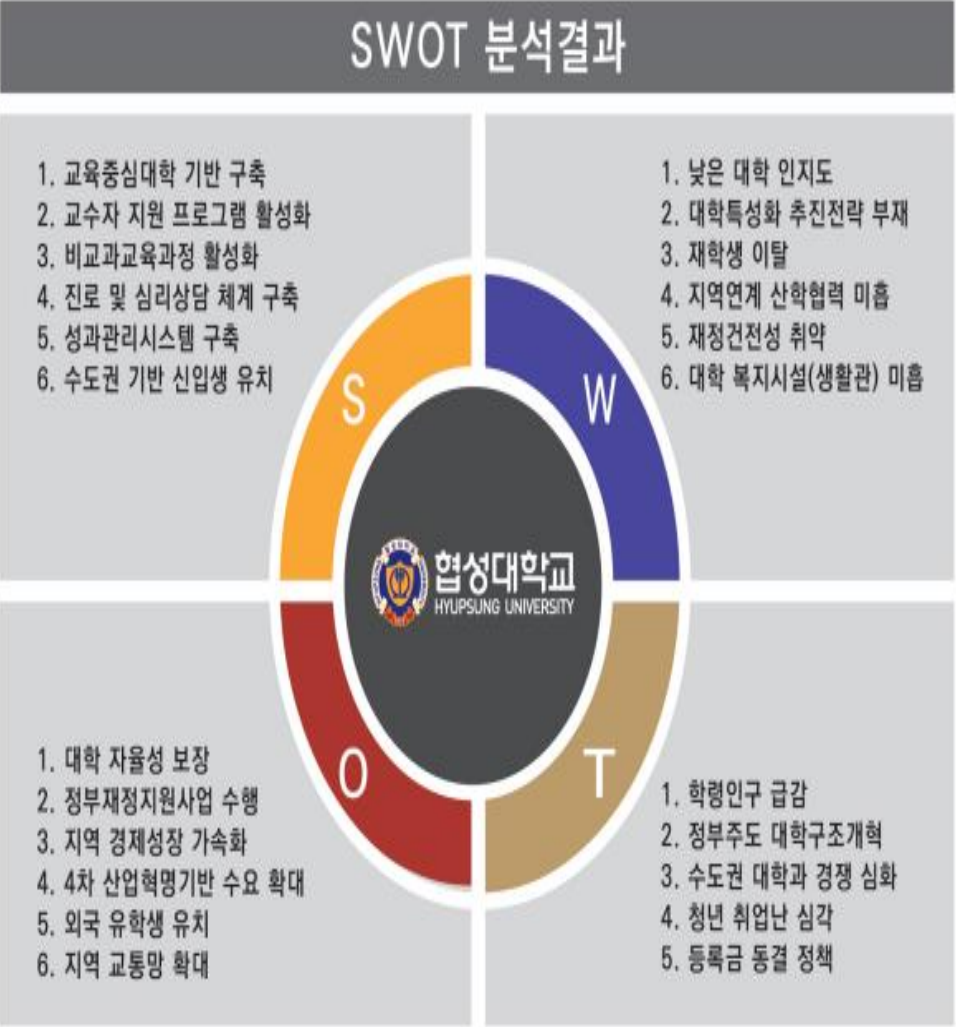 SWOT 분석결과
1. 교육중심대학 기반 구축
2. 교수자 지원 프로그램 활성화
3. 비교과교육과정 활성화
4. 진로 및 심리상담 체계 구축
5. 성과관리시스템 구축
6. 수도권 기반 신입생 유치
S
1. 낮은 대학 인지도
2. 대학특성화 추진전략 부재
3. 재학생 이탈
4. 지역연계 산학협력 미흡
5. 재정건전성 취약
6. 대학 복지시설(생활관) 미흡
W
협성대학교
HYUPSUNG UNIVERSITY
O
1. 대학 자율성 보장
2. 정부재정지원사업 수행
3. 지역 경제성장 가속화
4. 4차 산업혁명기반 수요 확대
5. 외국 유학생 유치
6. 지역 교통망 확대
T
1. 학령인구 급감
2. 정부주도 대학구조개혁
3. 수도권 대학과 경쟁 심화
4. 청년 취업난 심각
5. 등록금 동결 정책